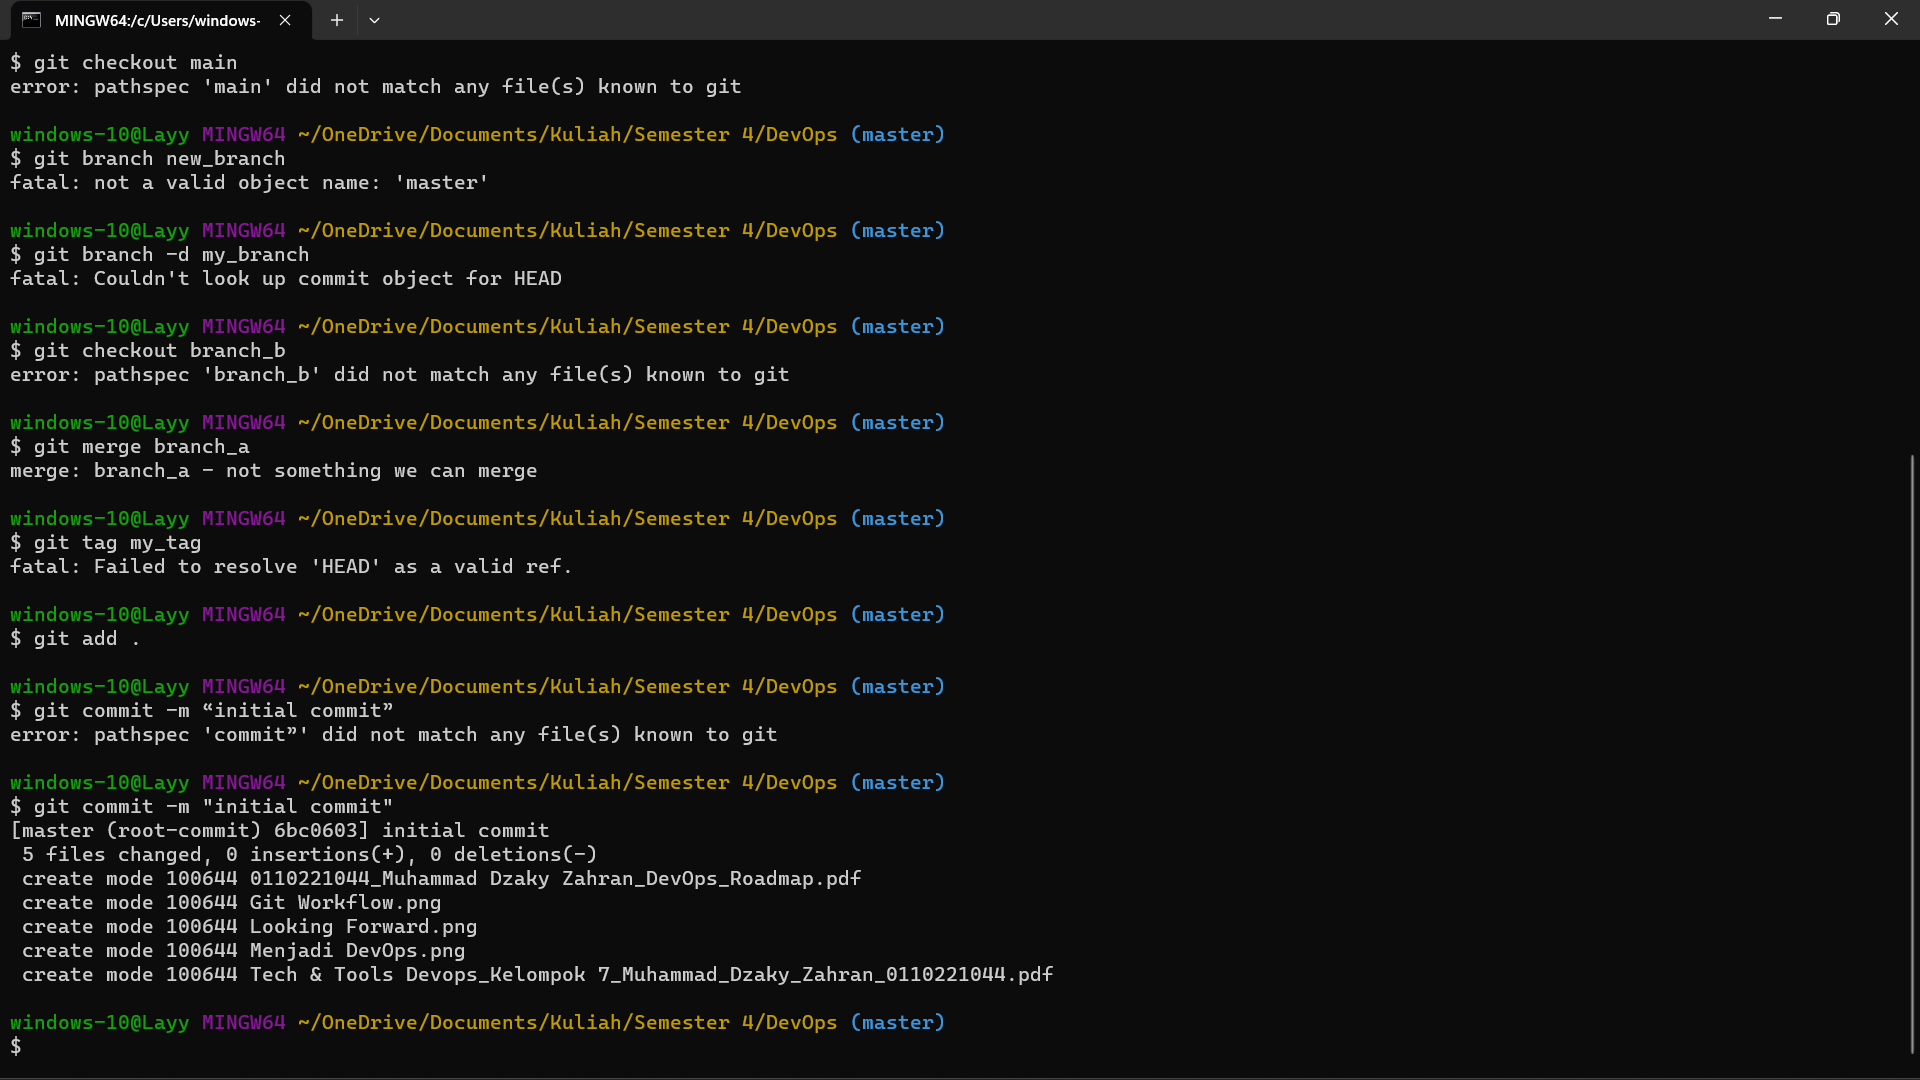 MINGW64:/c/Users/windows-
$ git checkout main
error: pathspec 'main' did not match any file(s) known to git
windows-10@Layy MINGW64 ~/OneDrive/Documents/Kuliah/Semester 4/DevOps (master)
$ git branch new_branch
fatal: not a valid object name: 'master'
windows-10@Layy MINGW64 ~/OneDrive/Documents/Kuliah/Semester 4/DevOps (master)
$ git branch -d my_branch
fatal: Couldn't look up commit object for HEAD
windows-10@Layy MINGW64 ~/OneDrive/Documents/Kuliah/Semester 4/DevOps (master)
$ git checkout branch_b
error: pathspec 'branch_b' did not match any file(s) known to git
windows-10@Layy MINGW64 ~/OneDrive/Documents/Kuliah/Semester 4/DevOps (master)
$ git merge branch_a
merge: branch_a - not something we can merge
windows-10@Layy MINGW64 ~/OneDrive/Documents/Kuliah/Semester 4/DevOps (master)
$ git tag my_tag
fatal: Failed to resolve 'HEAD' as a valid ref.
windows-10@Layy MINGW64 ~/OneDrive/Documents/Kuliah/Semester 4/DevOps (master)
$ git add .
windows-10@Layy MINGW64 ~/OneDrive/Documents/Kuliah/Semester 4/DevOps (master)
$ git commit -m “initial commit”
error: pathspec 'commit”' did not match any file(s) known to git
windows-10@Layy MINGW64 ~/OneDrive/Documents/Kuliah/Semester 4/DevOps (master)
$ git commit -m "initial commit"
[master (root-commit) 6bc0603] initial commit
 5 files changed, 0 insertions(+), 0 deletions(-)
 create mode 100644 0110221044_Muhammad Dzaky Zahran_DevOps_Roadmap.pdf
 create mode 100644 Git Workflow.png
 create mode 100644 Looking Forward.png
 create mode 100644 Menjadi DevOps.png
 create mode 100644 Tech & Tools Devops_Kelompok 7_Muhammad_Dzaky_Zahran_0110221044.pdf
windows-10@Layy MINGW64 ~/OneDrive/Documents/Kuliah/Semester 4/DevOps (master)
$